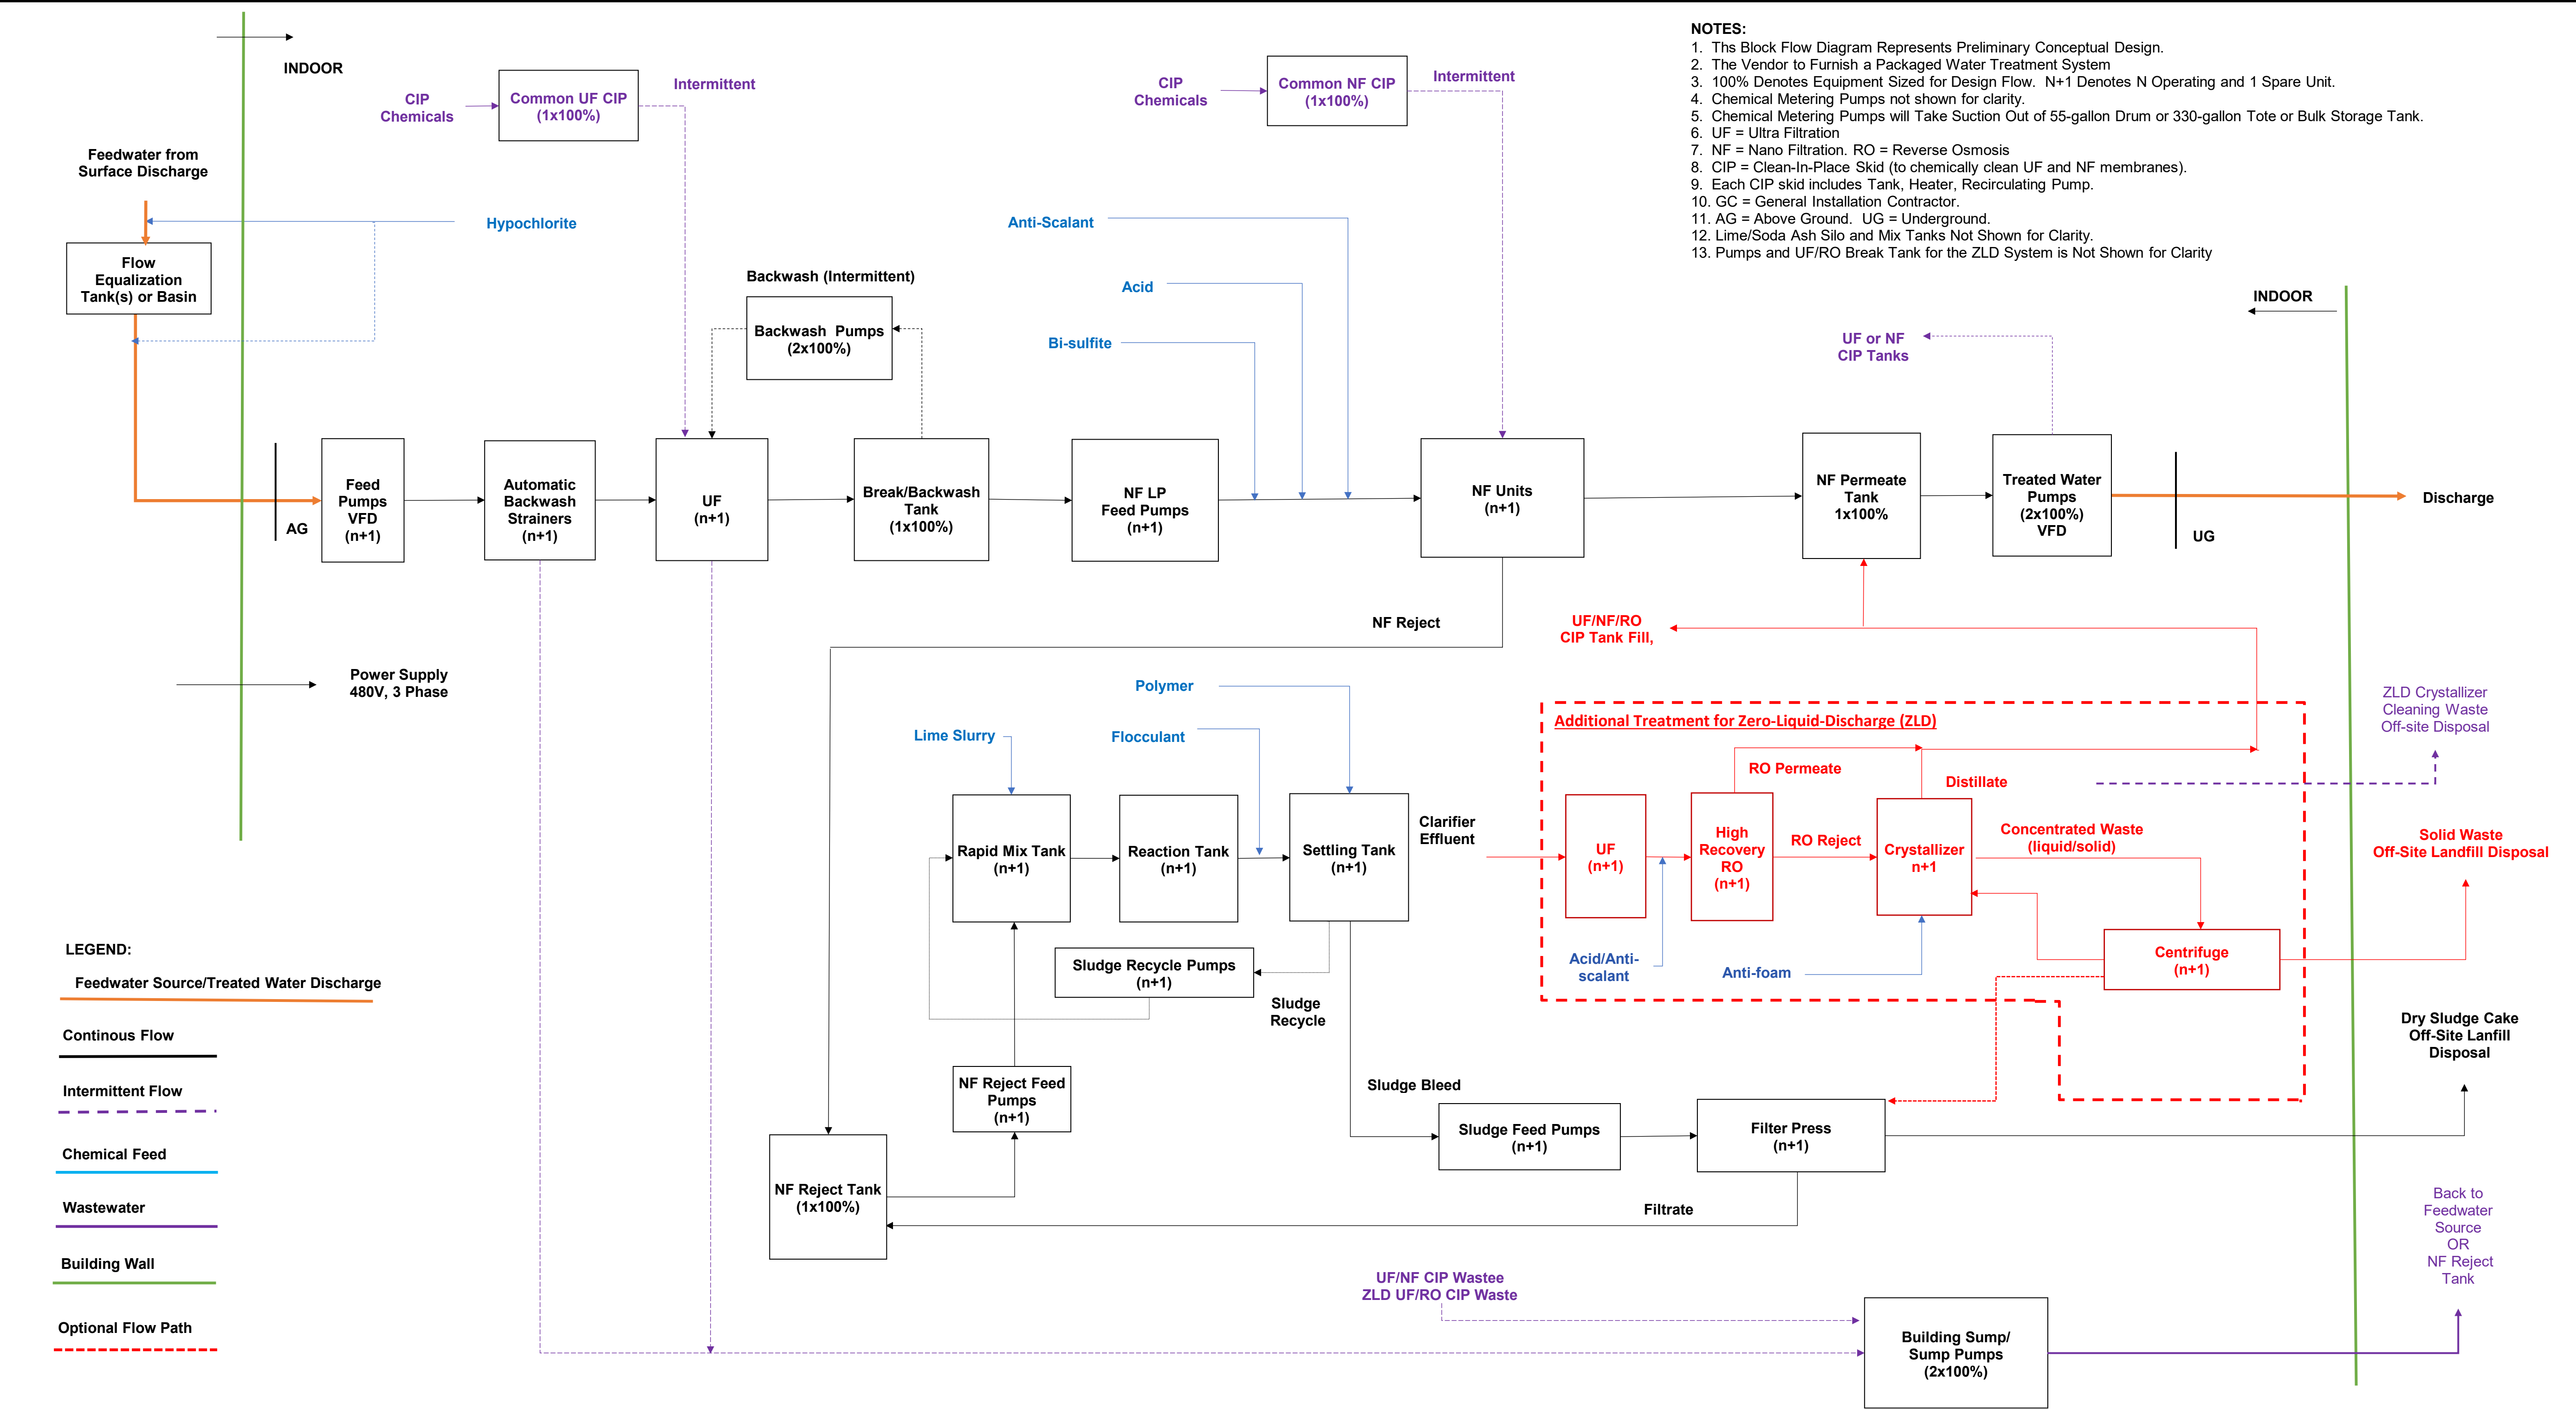 NOTES:
1. Ths Block Flow Diagram Represents Preliminary Conceptual Design.
2. The Vendor to Furnish a Packaged Water Treatment System
3. 100% Denotes Equipment Sized for Design Flow. N+1 Denotes N Operating and 1 Spare Unit.
4. Chemical Metering Pumps not shown for clarity.
5. Chemical Metering Pumps will Take Suction Out of 55-gallon Drum or 330-gallon Tote or Bulk Storage Tank.
6. UF = Ultra Filtration
7. NF = Nano Filtration. RO = Reverse Osmosis
8. CIP = Clean-In-Place Skid (to chemically clean UF and NF membranes).
9. Each CIP skid includes Tank, Heater, Recirculating Pump.
10. GC = General Installation Contractor.
11. AG = Above Ground. UG = Underground.
12. Lime/Soda Ash Silo and Mix Tanks Not Shown for Clarity.
13. Pumps and UF/RO Break Tank for the ZLD System is Not Shown for Clarity
INDOOR
CIP
Chemicals
Common UF CIP
(1x100%)
Intermittent
CIP
Chemicals
Common NF CIP
(1x100%)
Intermittent
Feedwater from
Surface Discharge
Hypochlorite
Flow
Equalization
Tank(s) or Basin
Backwash (Intermittent)
Backwash Pumps
(2x100%)
Anti-Scalant
Acid
Bi-sulfite
INDOOR
UF or NF
CIP Tanks
AG
Feed
Pumps
VFD
(n+1)
Automatic
Backwash
Strainers
(n+1)
UF
(n+1)
Break/Backwash
Tank
(1x100%)
NF LP
Feed Pumps
(n+1)
NF Units
(n+1)
NF Permeate
Tank
1x100%
Treated Water
Pumps
(2x100%)
VFD
UG
Discharge
NF Reject
UF/NF/RO
CIP Tank Fill,
Power Supply
480V, 3 Phase
Polymer
Lime Slurry
Flocculant
Rapid Mix Tank
(n+1)
Reaction Tank
(n+1)
Settling Tank
(n+1)
Clarifier
Effluent
Additional Treatment for Zero-Liquid-Discharge (ZLD)
RO Permeate
Distillate
UF
(n+1)
High
Recovery
RO
(n+1)
RO Reject
Crystallizer
n+1
Concentrated Waste
(liquid/solid)
Acid/Anti-
scalant
Anti-foam
Centrifuge
(n+1)
ZLD Crystallizer
Cleaning Waste
Off-site Disposal
Solid Waste
Off-Site Landfill Disposal
Sludge Recycle Pumps
(n+1)
Sludge
Recycle
NF Reject Feed
Pumps
(n+1)
Sludge Bleed
Sludge Feed Pumps
(n+1)
Filter Press
(n+1)
Dry Sludge Cake
Off-Site Lanfill
Disposal
NF Reject Tank
(1x100%)
Filtrate
UF/NF CIP Wastee
ZLD UF/RO CIP Waste
Building Sump/
Sump Pumps
(2x100%)
Back to
Feedwater
Source
OR
NF Reject
Tank
LEGEND:
Feedwater Source/Treated Water Discharge
Continous Flow
Intermittent Flow
Chemical Feed
Wastewater
Building Wall
Optional Flow Path